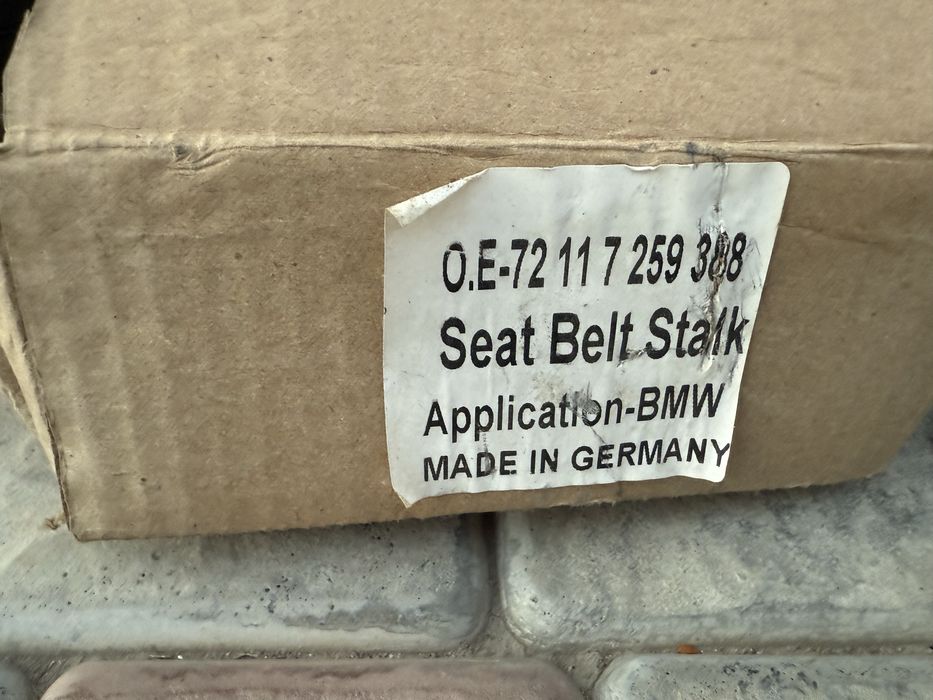 O.E-72 11 7 259 388
Seat Belt Stalk
Application-BMW
MADE IN GERMANY